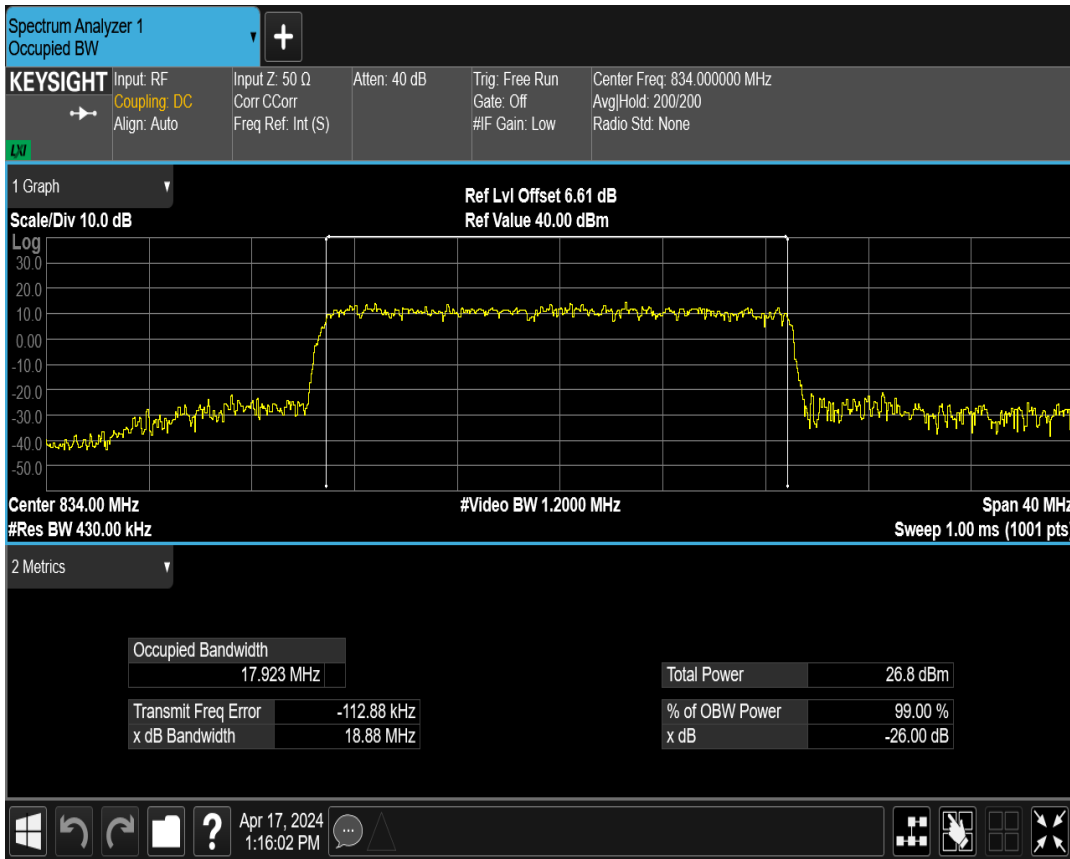 Spectrum Analyzer 1
Occupied BW
+
KEYSIGHT
LXI
Input: RF
Coupling: DC
Align: Auto
Input Z: 50 Ω
Corr CCorr
Freq Ref: Int (S)
Atten: 40 dB
Trig: Free Run
Gate: Off
#IF Gain: Low
Center Freq: 834.000000 MHz
Avg|Hold: 200/200
Radio Std: None
1 Graph
Scale/Div 10.0 dB
Ref Lvl Offset 6.61 dB
Ref Value 40.00 dBm
Log
30.0
20.0
10.0
0.00
-10.0
-20.0
-30.0
-40.0
-50.0
Center 834.00 MHz
#Video BW 1.2000 MHz
Span 40 MHz
#Res BW 430.00 kHz
Sweep 1.00 ms (1001 pts)
2 Metrics
Occupied Bandwidth
17.923 MHz
Transmit Freq Error -112.88 kHz
x dB Bandwidth 18.88 MHz
Total Power 26.8 dBm
% of OBW Power 99.00 %
x dB -26.00 dB
?
Apr 17, 2024
1:16:02 PM